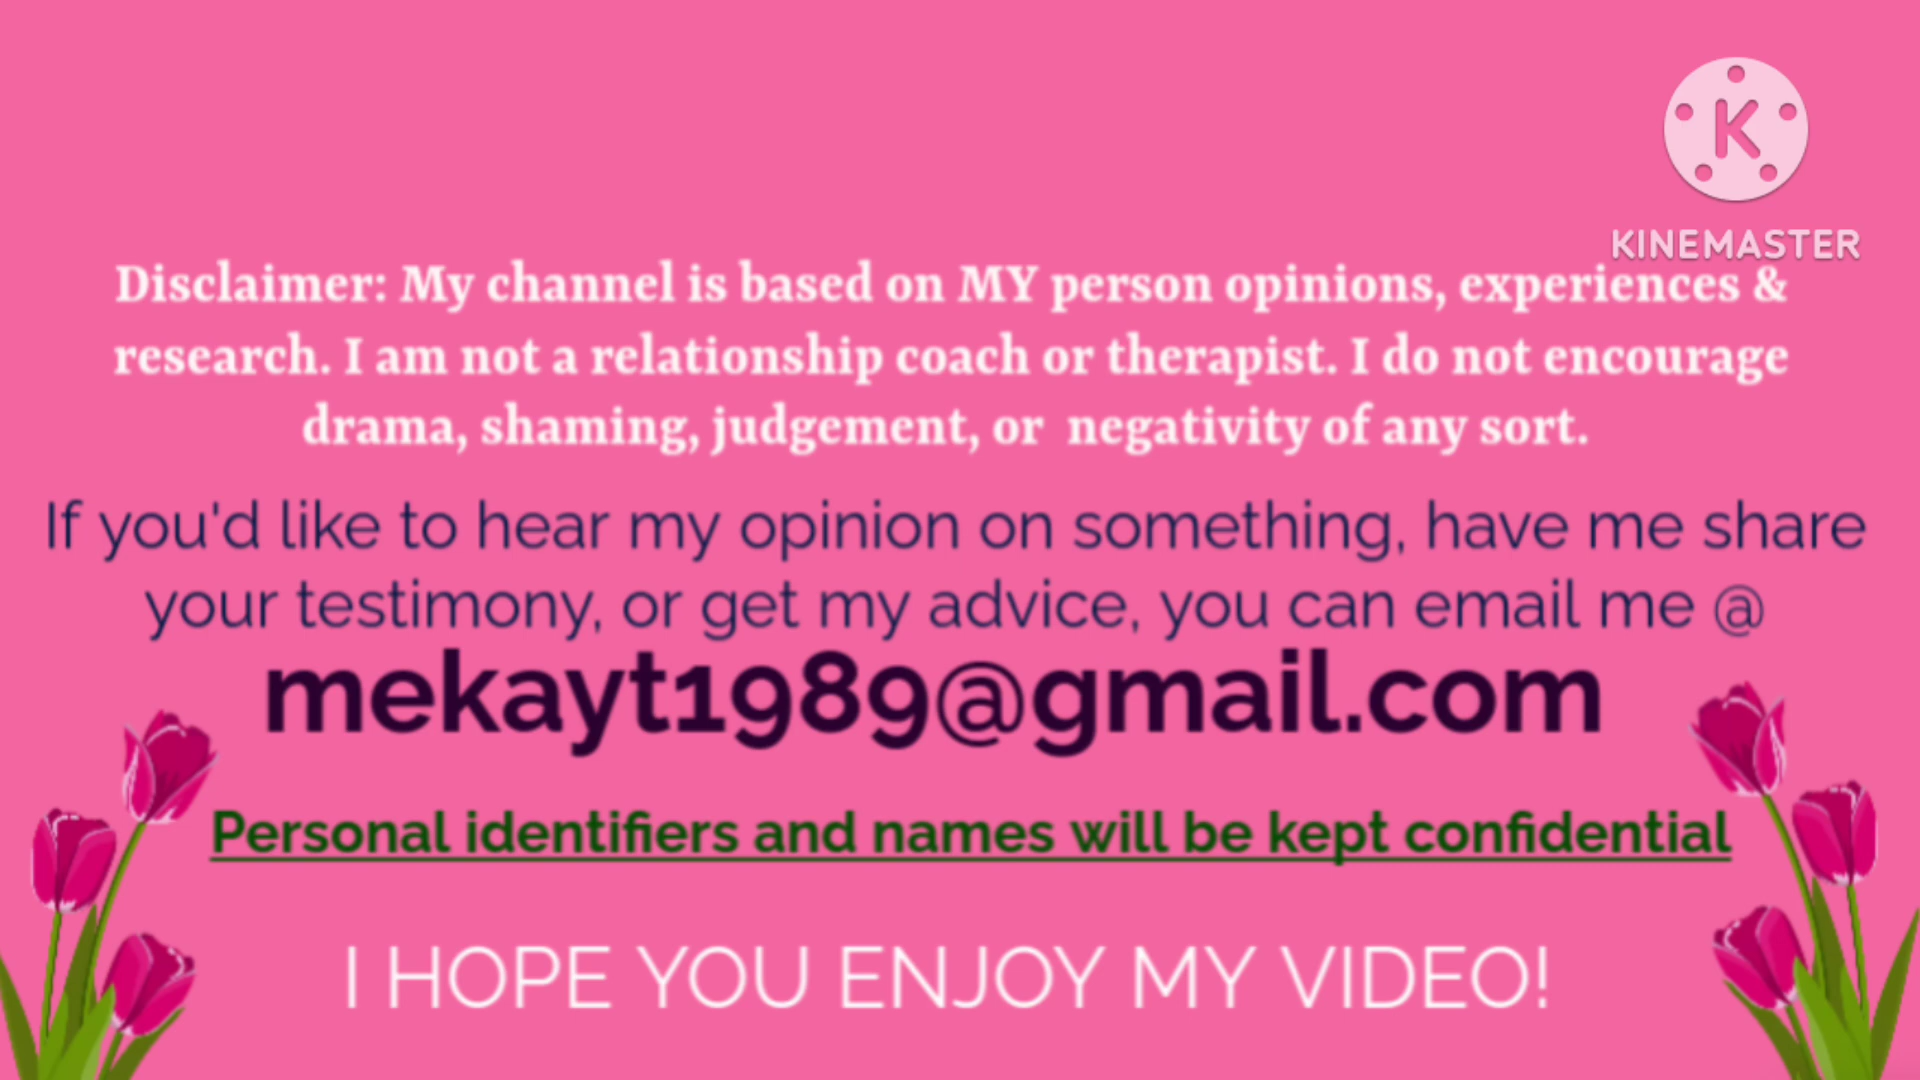 K
KINEMASTER
Disclaimer: My channel is based on MY person opinions, experiences &
research. I am not a relationship coach or therapist. I do not encourage
drama, shaming, judgement, or negativity of any sort.
If you'd like to hear my opinion on something, have me share
your testimony, or get my advice, you can email me @
mekayt1989@gmail.com
Personal identifiers and names will be kept confidential
I HOPE YOU ENJOY MY VIDEO!